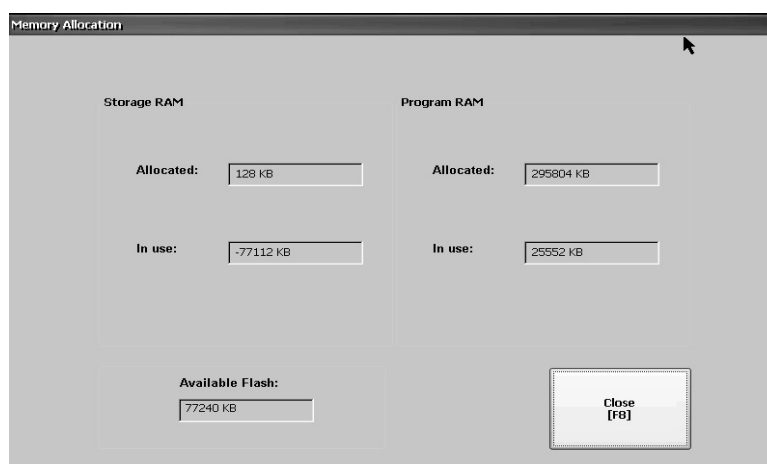 Memory Allocation
Storage RAM
Allocated: 128 KB
In use: -77112 KB
Program RAM
Allocated: 295804 KB
In use: 25552 KB
Available Flash:
77240 KB
Close
[F8]